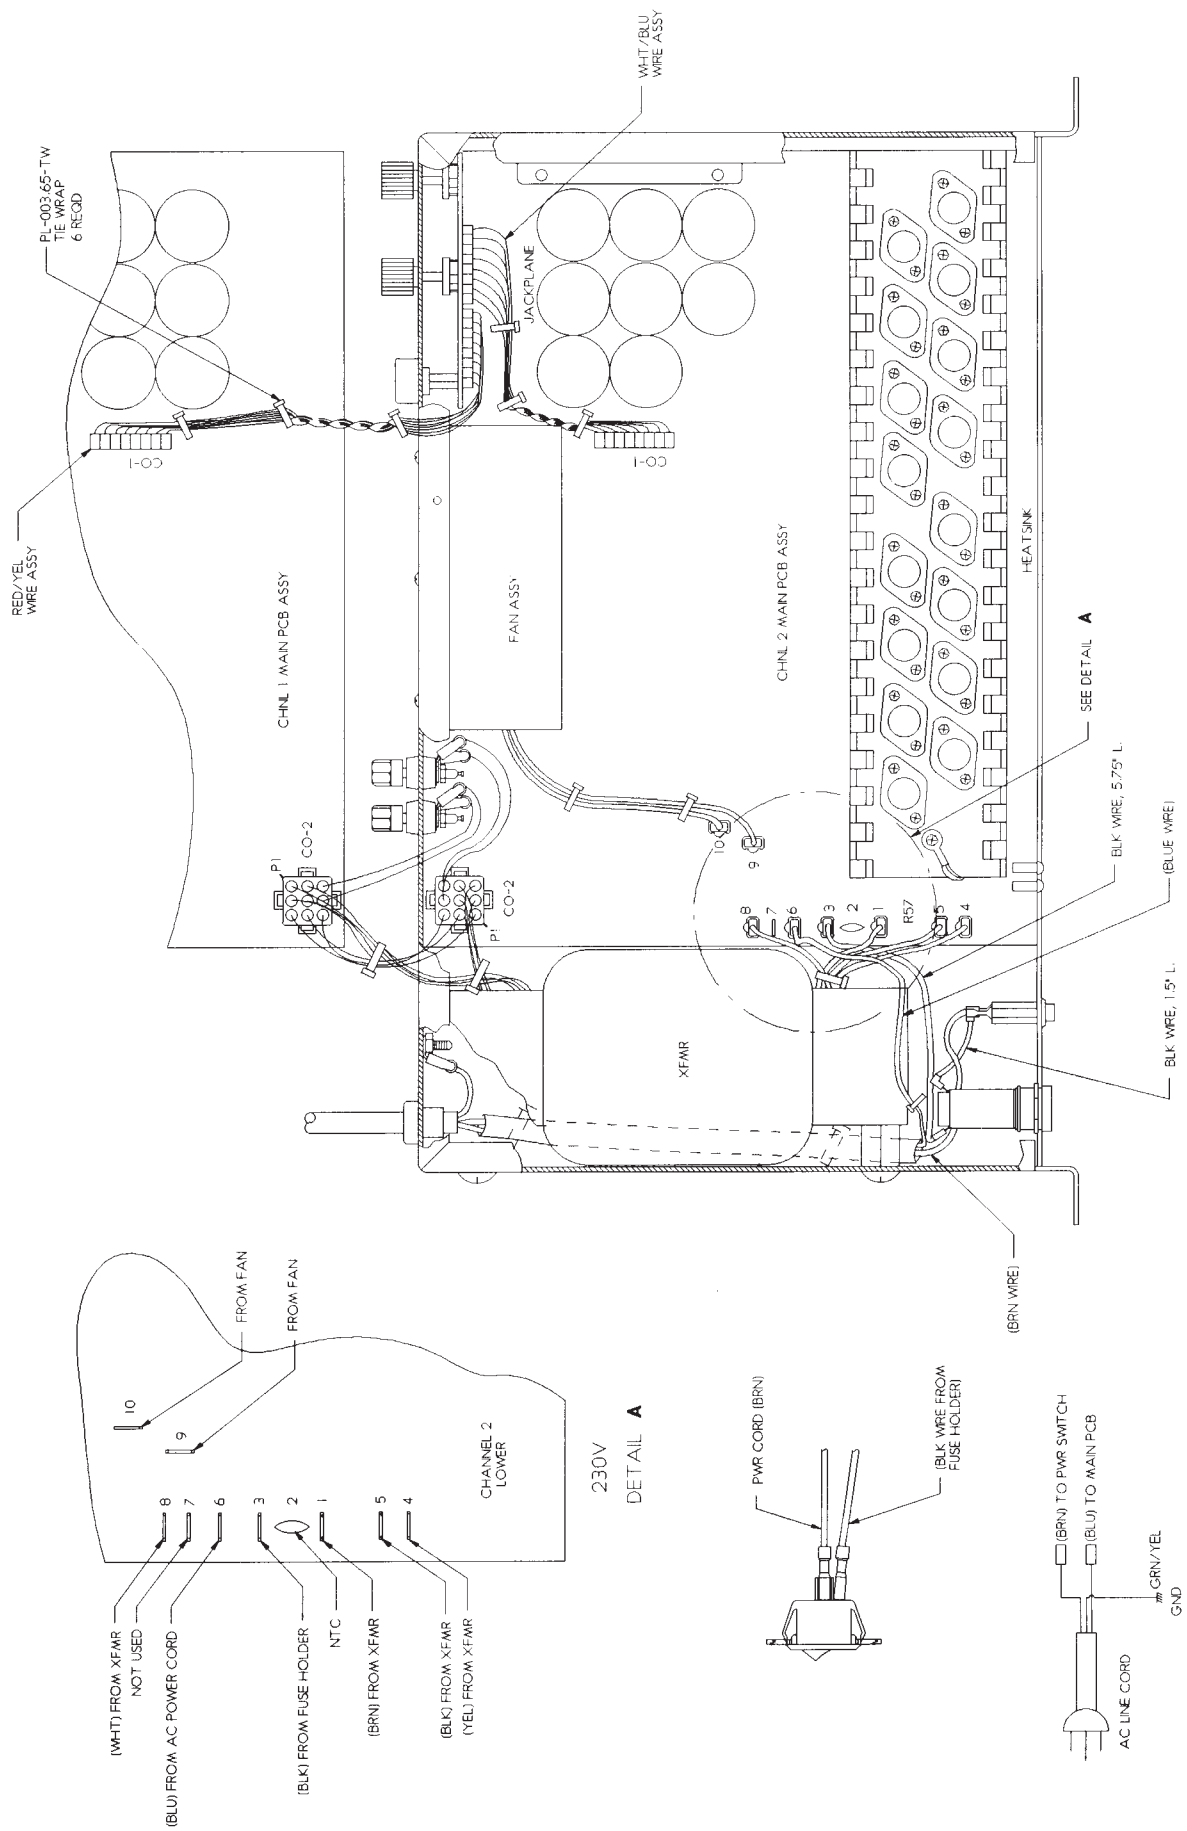 PL-003.65-TW
TIE WRAP
6 REQD
WHT/BLU
WIRE ASSY
RED/YEL
WIRE ASSY
CO-1
JACKPLANE
CO-1
CHNL 1 MAIN PCB ASSY
FAN ASSY
CHNL 2 MAIN PCB ASSY
HEATSINK
SEE DETAIL A
P1
CO-2
P1
CO-2
10
9
8
7
6
3
2
1
R57
5
4
BLK WIRE, 5.75" L.
(BLUE WIRE)
BLK WIRE, 1.5" L.
XFMR
(BRN WIRE)
10
FROM FAN
9
FROM FAN
8
7
6
3
2
1
5
4
CHANNEL 2
LOWER
(WHT) FROM XFMR
NOT USED
(BLU) FROM AC POWER CORD
(BLK) FROM FUSE HOLDER
NTC
(BRN) FROM XFMR
(BLK) FROM XFMR
(YEL) FROM XFMR
230V
DETAIL A
PWR CORD (BRN)
(BLK WIRE FROM
FUSE HOLDER)
(BRN) TO PWR SWITCH
(BLU) TO MAIN PCB
GRN/YEL
GND
AC LINE CORD